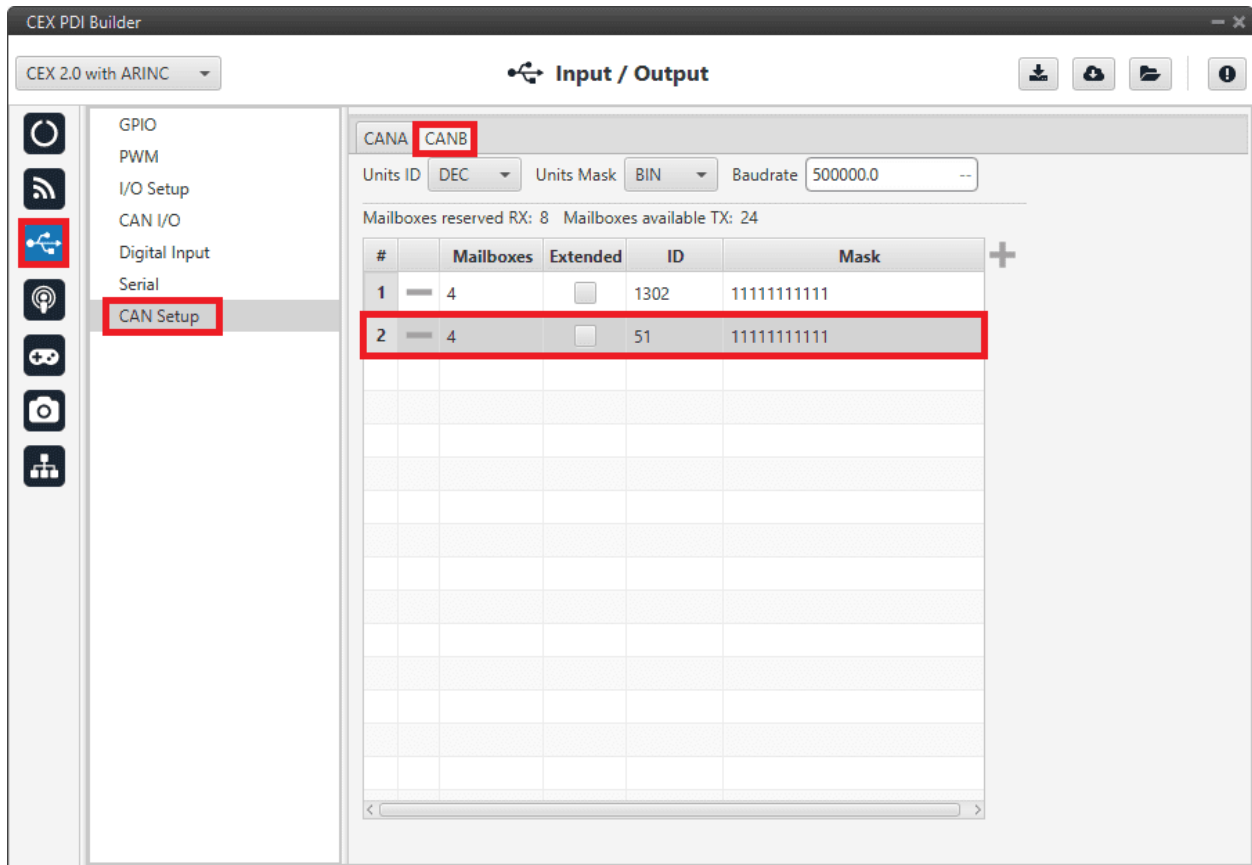 CEX PDI Builder
CEX 2.0 with ARINC
Input / Output
GPIO
PWM
I/O Setup
CAN I/O
Digital Input
Serial
CAN Setup
CANA CANB
Units ID DEC Units Mask BIN Baudrate 500000.0 --
Mailboxes reserved RX: 8 Mailboxes available TX: 24
# Mailboxes Extended ID Mask
1 4 1302 11111111111
2 4 51 11111111111